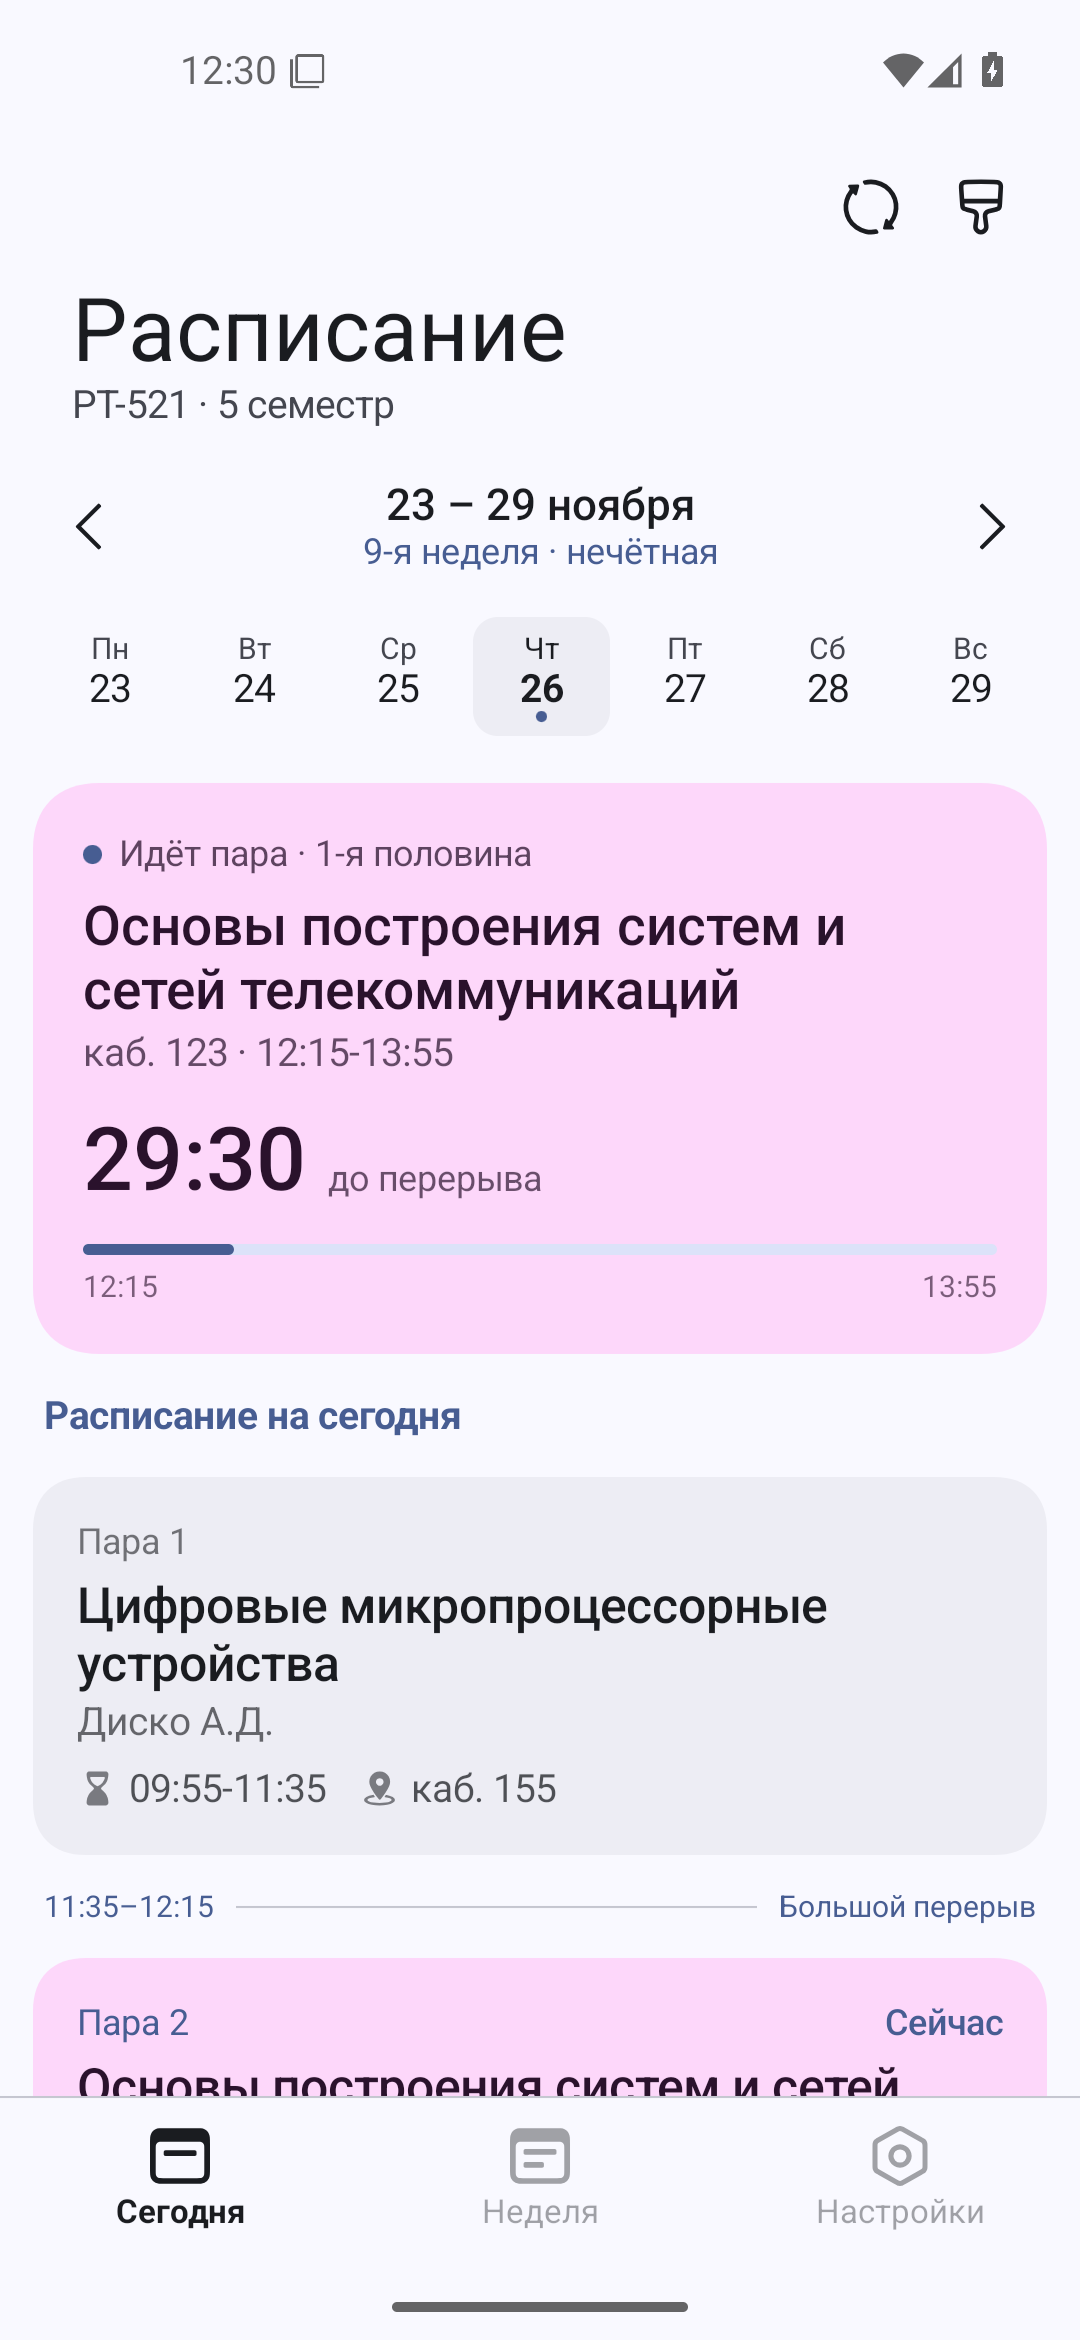 12:30
Расписание
РТ-521 · 5 семестр
23 – 29 ноября
9-я неделя · нечётная
Пн Вт Ср Чт Пт Сб Вс
23 24 25 26 27 28 29
Идёт пара · 1-я половина
Основы построения систем и
сетей телекоммуникаций
каб. 123 · 12:15-13:55
29:30 до перерыва
12:15 13:55
Расписание на сегодня
Пара 1
Цифровые микропроцессорные
устройства
Диско А.Д.
09:55-11:35 каб. 155
11:35–12:15 Большой перерыв
Пара 2 Сейчас
Основы построения систем и сетей
Сегодня Неделя Настройки